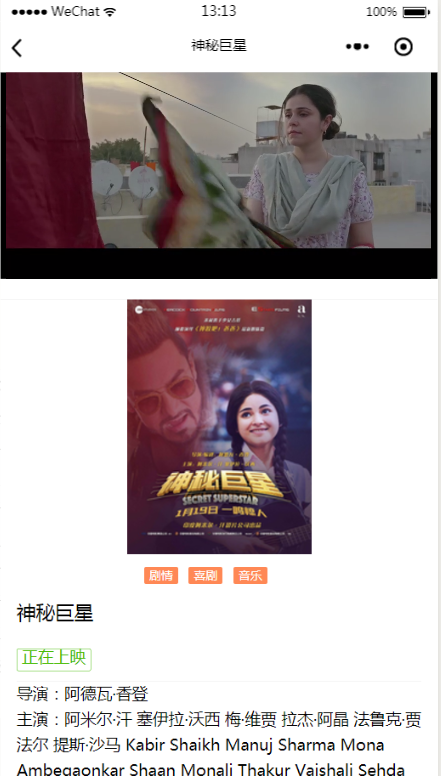 WeChat 13:13 100%
神秘巨星
神秘巨星
SECRET SUPERSTAR
1月19日 一鸣惊人
剧情 喜剧 音乐
神秘巨星
正在上映
导演：阿德瓦·香登
主演：阿米尔·汗 塞伊拉·沃西 梅·维贾 拉杰·阿晶 法鲁克·贾
法尔 提斯·沙马 Kabir Shaikh Manuj Sharma Mona
Ambegaonkar Shaan Monali Thakur Vaishali Sehda